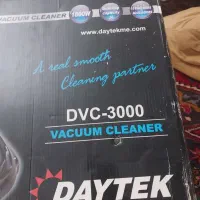 VACUUM CLEANER
1800W
www.daytekme.com
A real smooth
Cleaning partner
DVC-3000
VACUUM CLEANER
DAYTEK